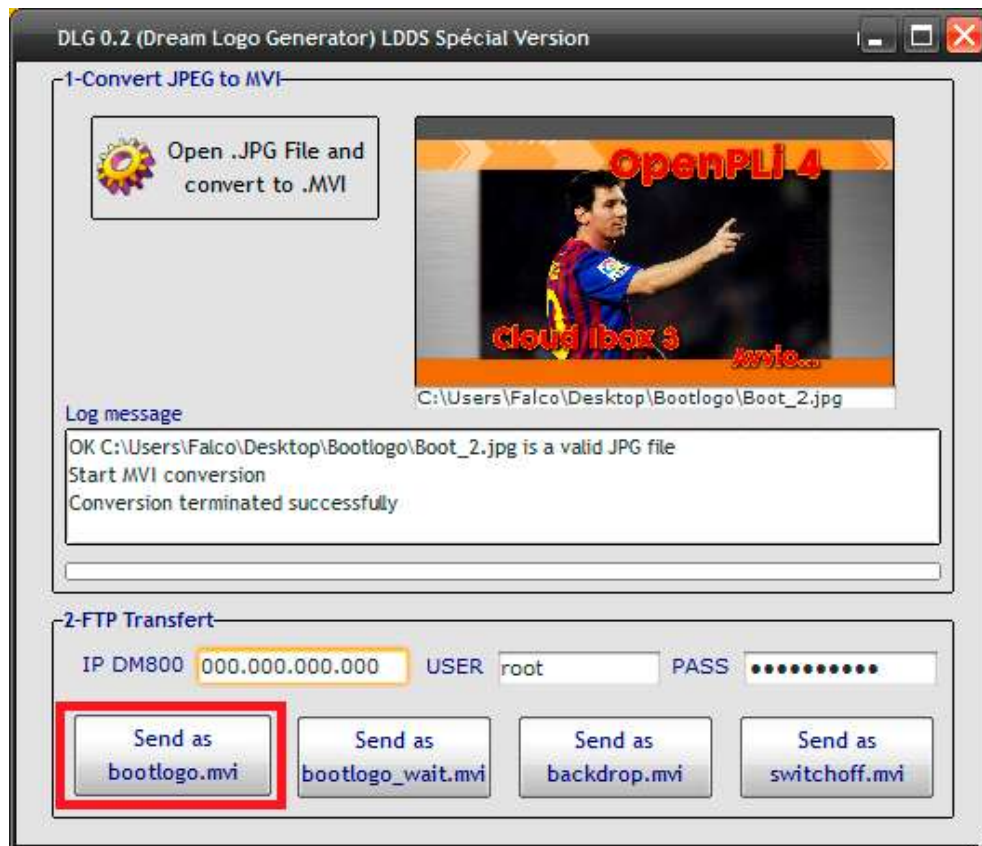 DLG 0.2 (Dream Logo Generator) LDDS Spécial Version
1-Convert JPEG to MVI
Open .JPG File and
convert to .MVI
OpenPLi 4
Cloud Ibox 3
Avvio...
C:\Users\Falco\Desktop\Bootlogo\Boot_2.jpg
Log message
OK C:\Users\Falco\Desktop\Bootlogo\Boot_2.jpg is a valid JPG file
Start MVI conversion
Conversion terminated successfully
2-FTP Transfert
IP DM800 000.000.000.000 USER root PASS ●●●●●●●●●●
Send as
bootlogo.mvi
Send as
bootlogo_wait.mvi
Send as
backdrop.mvi
Send as
switchoff.mvi